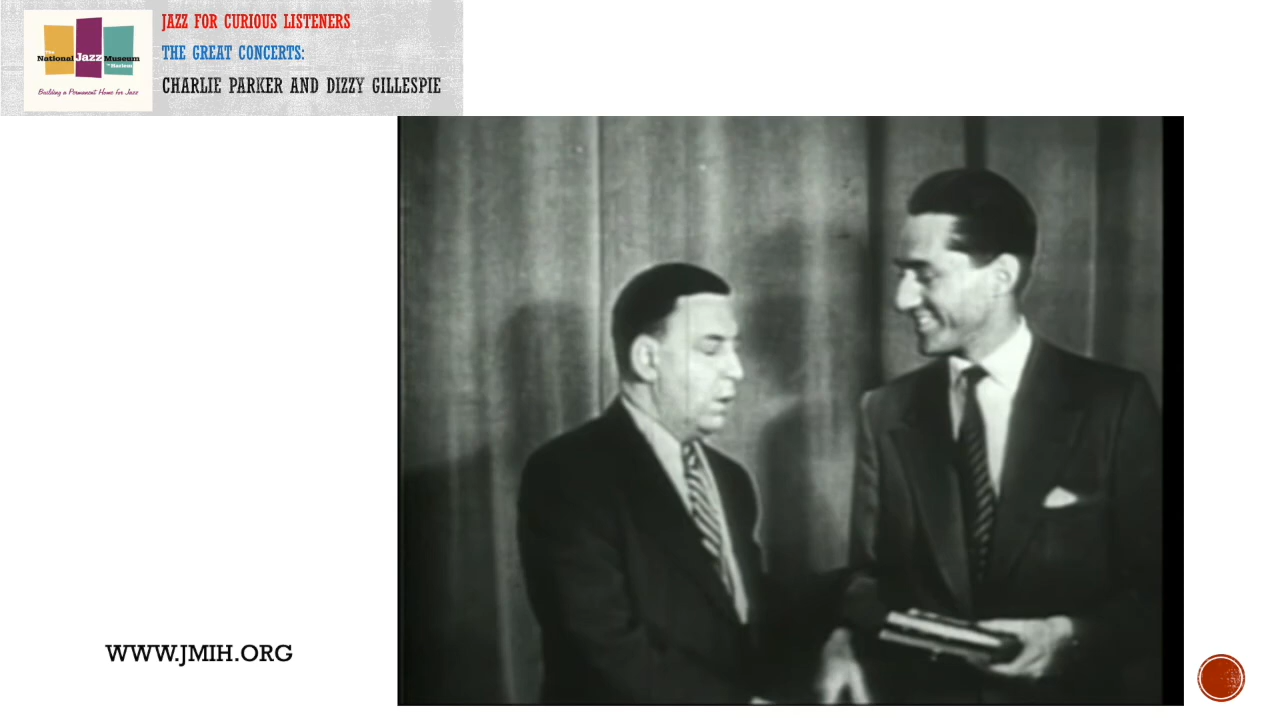 The
National Jazz Museum
in Harlem
Building a Permanent Home for Jazz
JAZZ FOR CURIOUS LISTENERS
THE GREAT CONCERTS:
CHARLIE PARKER AND DIZZY GILLESPIE
WWW.JMIH.ORG